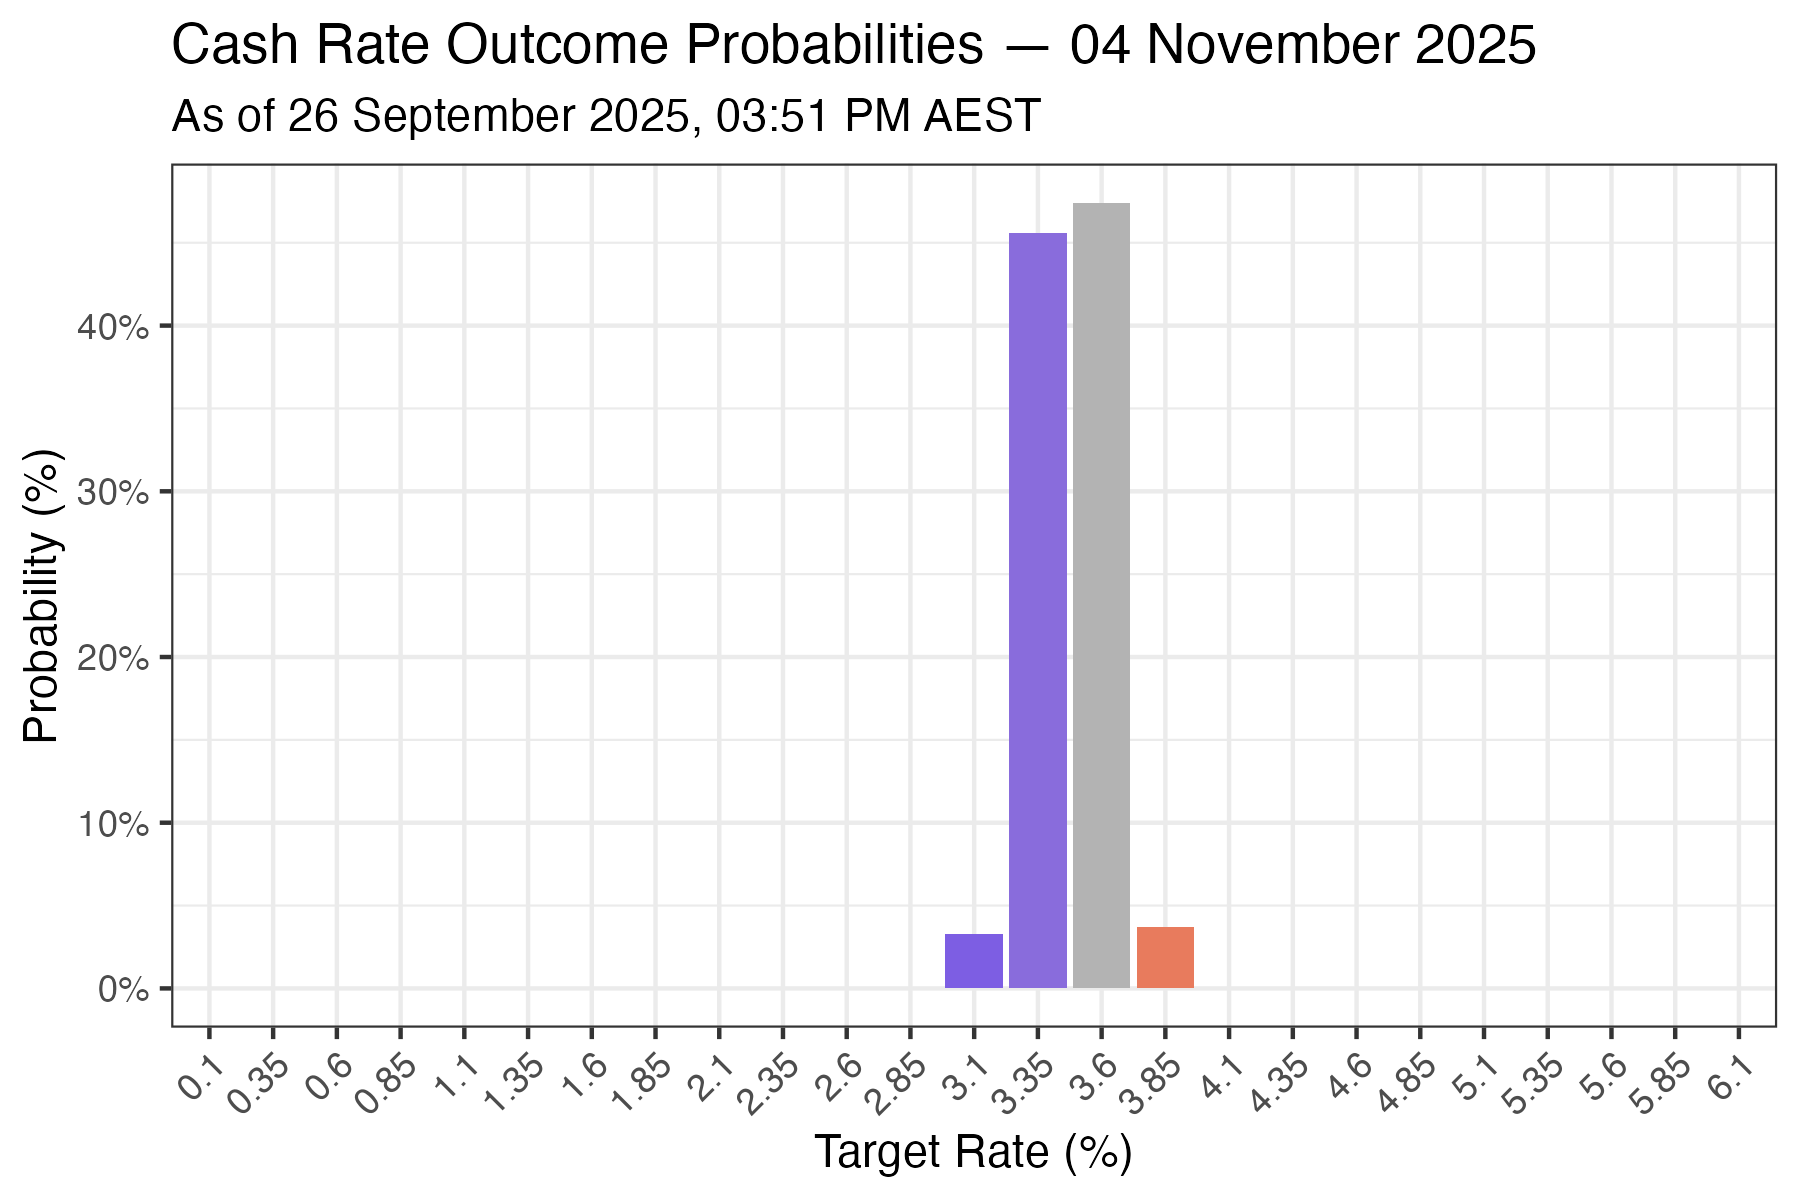 Cash Rate Outcome Probabilities — 04 November 2025
As of 26 September 2025, 03:51 PM AEST
Probability (%)
40%
30%
20%
10%
0%
0.1 0.35 0.6 0.85 1.1 1.35 1.6 1.85 2.1 2.35 2.6 2.85 3.1 3.35 3.6 3.85 4.1 4.35 4.6 4.85 5.1 5.35 5.6 5.85 6.1
Target Rate (%)